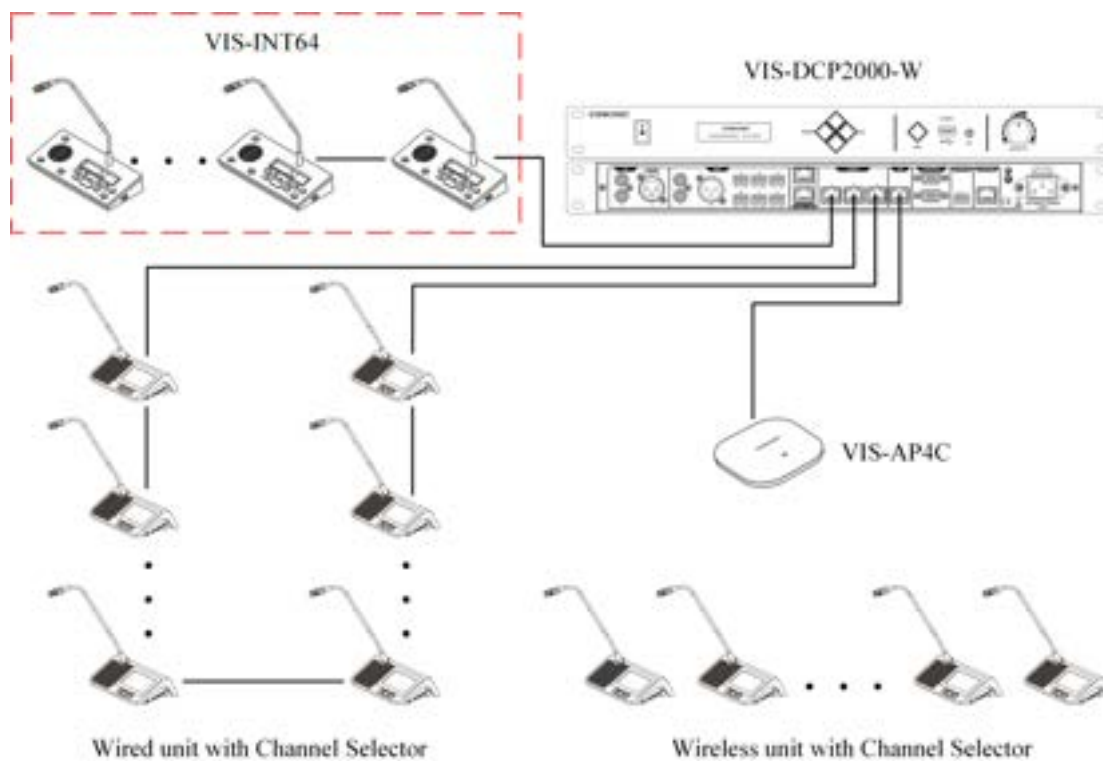 VIS-INT64
VIS-DCP2000-W
VIS-AP4C
Wired unit with Channel Selector
Wireless unit with Channel Selector